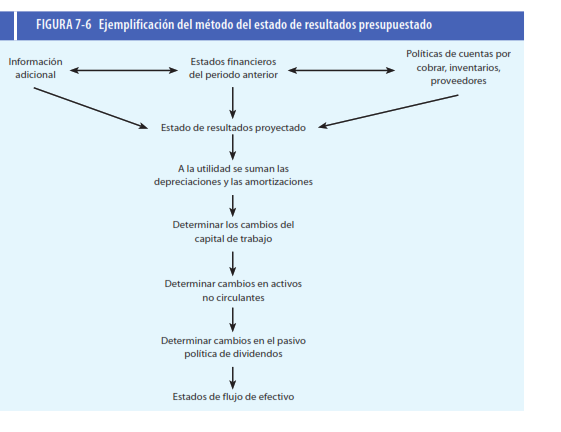 FIGURA 7-6 Ejemplificación del método del estado de resultados presupuestado
Información
adicional
Estados financieros
del periodo anterior
Políticas de cuentas por
cobrar, inventarios,
proveedores
Estado de resultados proyectado
A la utilidad se suman las
depreciaciones y las amortizaciones
Determinar los cambios del
capital de trabajo
Determinar cambios en activos
no circulantes
Determinar cambios en el pasivo
política de dividendos
Estados de flujo de efectivo